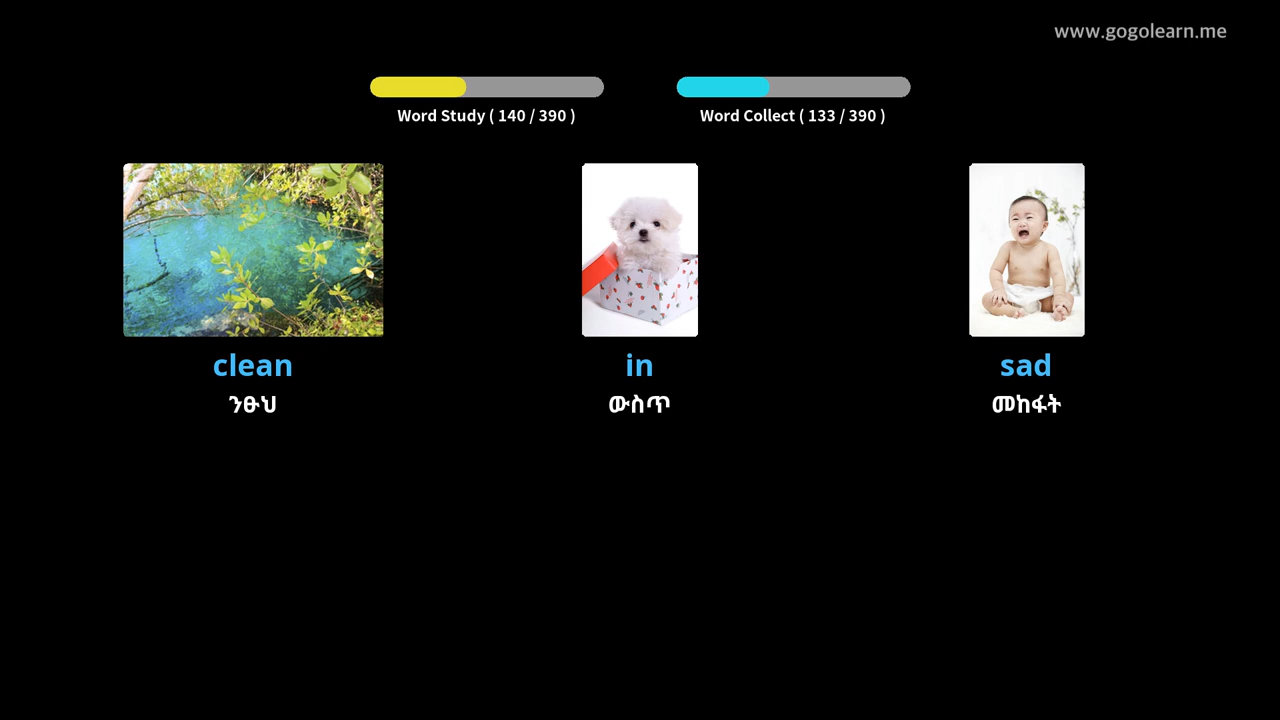 www.gogolearn.me
Word Study ( 140 / 390 )
Word Collect ( 133 / 390 )
clean
ንፁህ
in
ውስጥ
sad
መከፋት